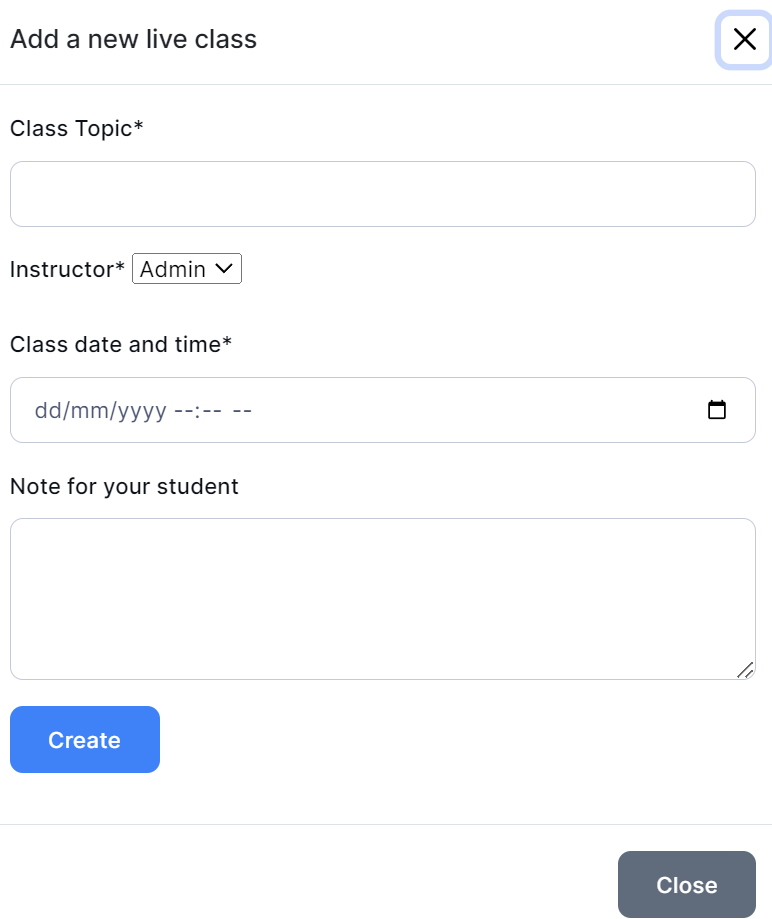 Add a new live class
Class Topic*
Instructor* Admin
Class date and time*
dd/mm/yyyy --:-- --
Note for your student
Create
Close